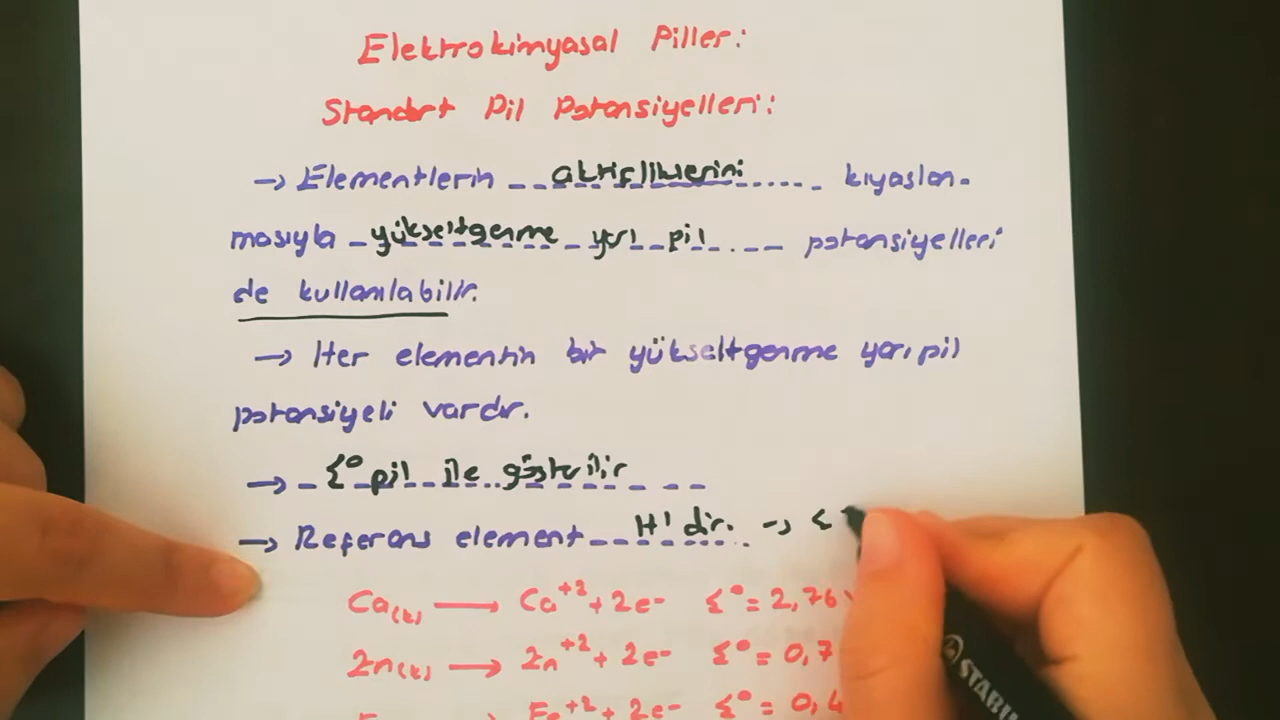 Elektrokimyasal Piller:
Standart Pil Potansiyelleri:
→ Elementlerin aktifliklerini kıyaslan-
masıyla yükseltgenme yarı pil potansiyelleri
de kullanılabilir.
→ Her elementin bir yükseltgenme yarı pil
potansiyeli vardır.
→ Ɛ° pil ile gösterilir
→ Referans element H' dir. → Ɛ
Ca(k) → Ca+2 + 2e- Ɛ° = 2,76
Zn(k) → Zn+2 + 2e- Ɛ° = 0,7
Fe+2 + 2e- Ɛ° = 0,4
STABI